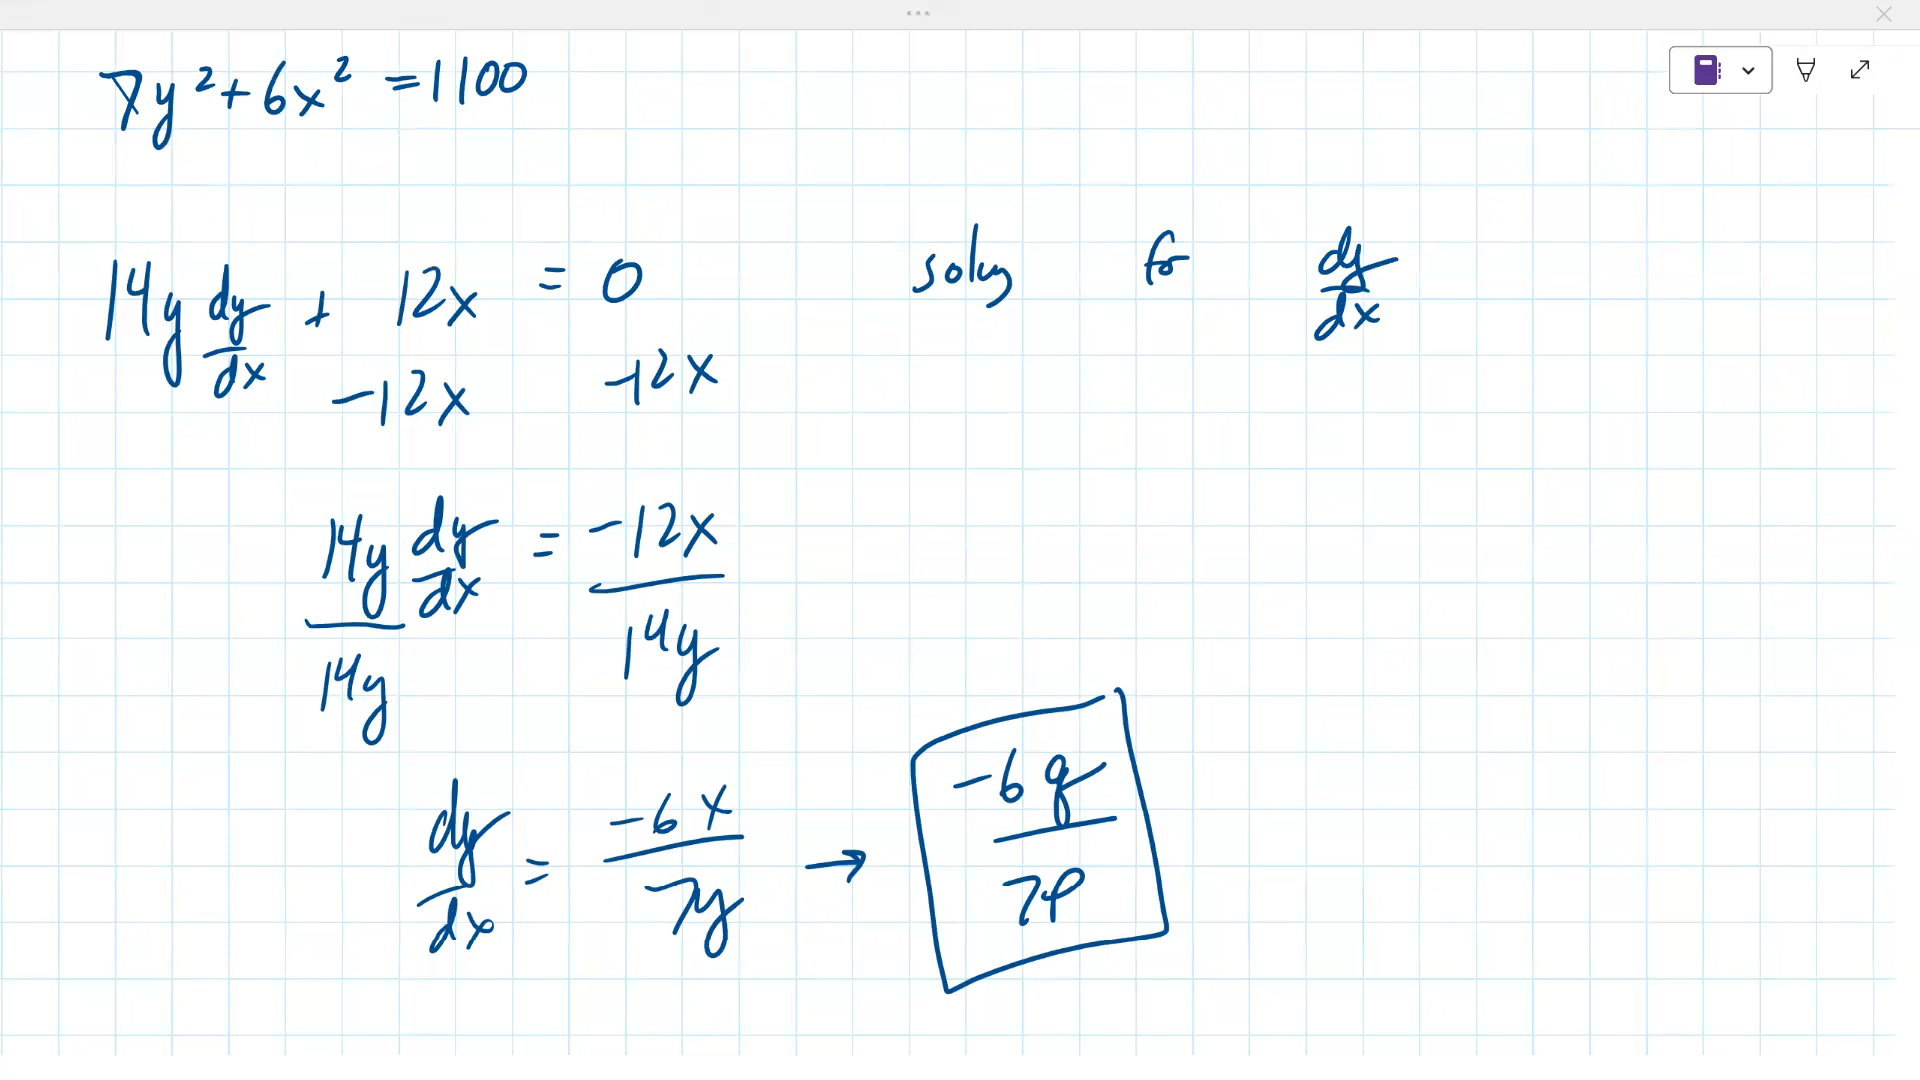 7y² + 6x² = 1100
14y dy/dx + 12x = 0 solvy for dy/dx
-12x -12x
14y dy/dx = -12x
14y 14y
dy/dx = -6x/7y → -6q/7p